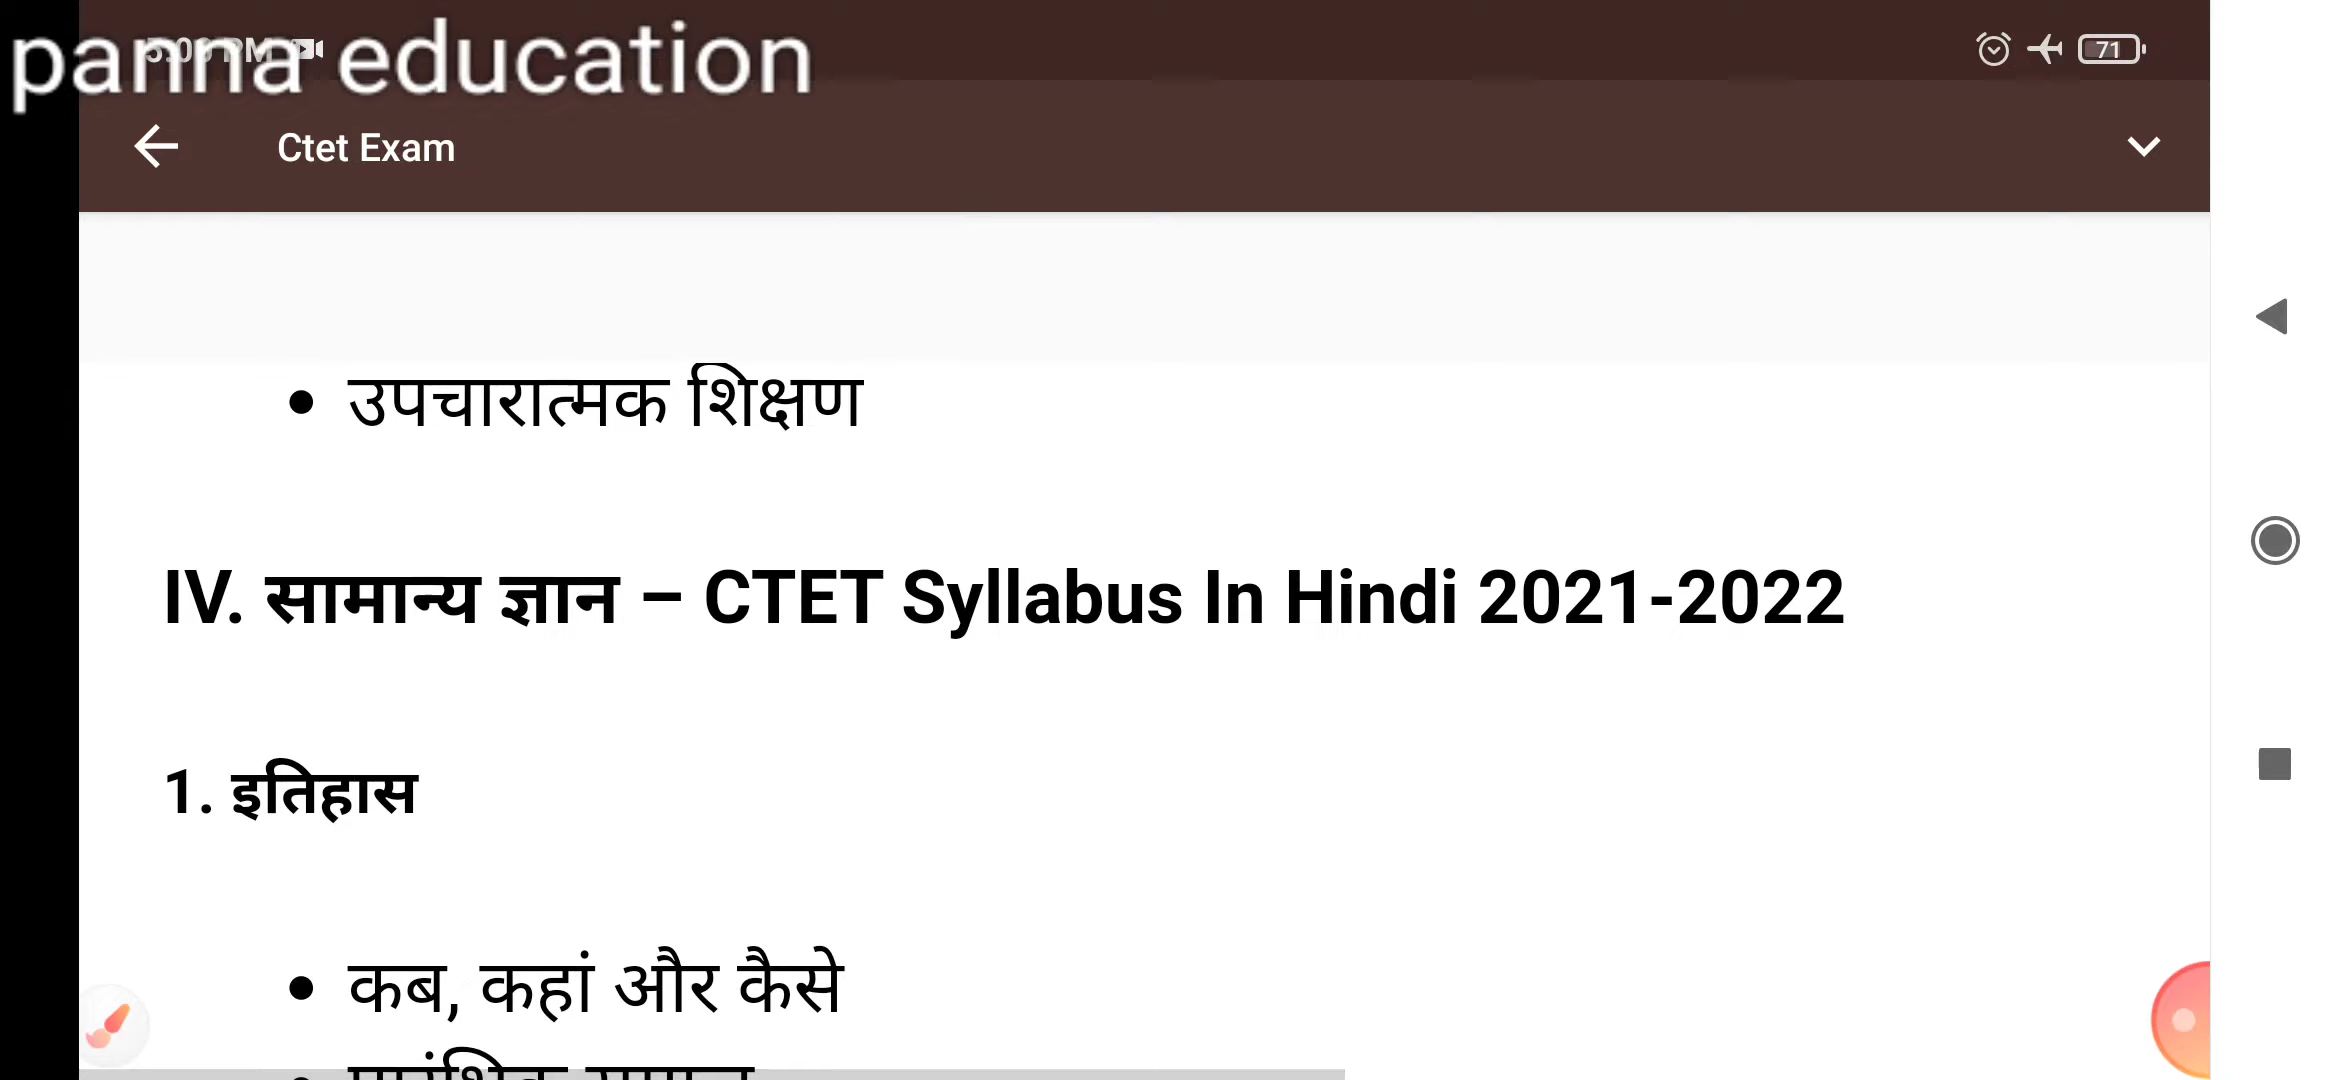 panna education
71
Ctet Exam
• उपचारात्मक शिक्षण
IV. सामान्य ज्ञान – CTET Syllabus In Hindi 2021-2022
1. इतिहास
• कब, कहां और कैसे